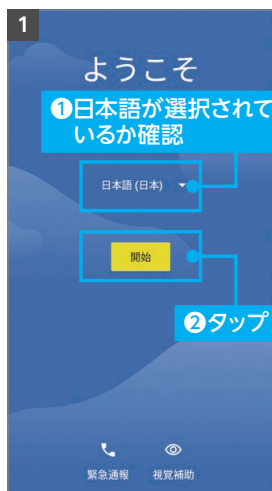 1
ようこそ
❶日本語が選択されて
いるか確認
日本語 (日本)
開始
❷タップ
緊急通報 視覚補助